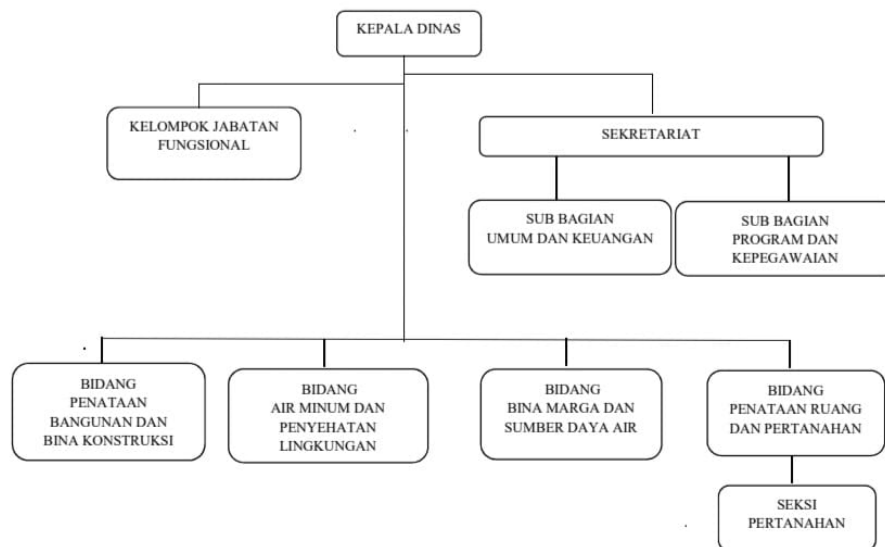 KEPALA DINAS
KELOMPOK JABATAN
FUNGSIONAL
SEKRETARIAT
SUB BAGIAN
UMUM DAN KEUANGAN
SUB BAGIAN
PROGRAM DAN
KEPEGAWAIAN
BIDANG
PENATAAN
BANGUNAN DAN
BINA KONSTRUKSI
BIDANG
AIR MINUM DAN
PENYEHATAN
LINGKUNGAN
BIDANG
BINA MARGA DAN
SUMBER DAYA AIR
BIDANG
PENATAAN RUANG
DAN PERTANAHAN
SEKSI
PERTANAHAN